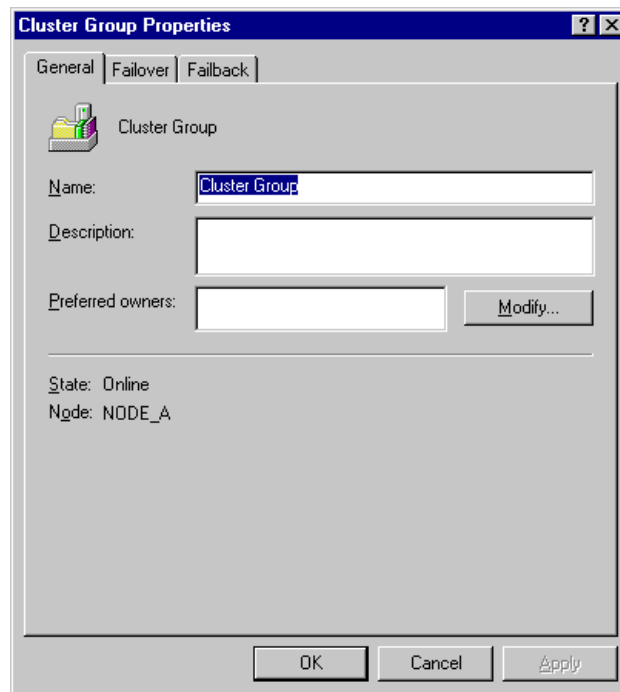 Cluster Group Properties
General Failover Failback
Cluster Group
Name: Cluster Group
Description:
Preferred owners: Modify...
State: Online
Node: NODE_A
OK Cancel Apply